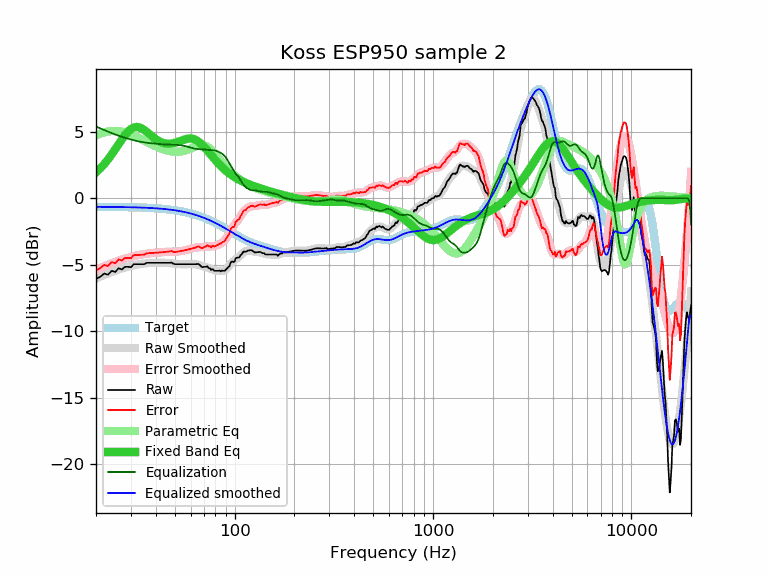 Koss ESP950 sample 2
Amplitude (dBr)
5
0
−5
−10
−15
−20
Target
Raw Smoothed
Error Smoothed
Raw
Error
Parametric Eq
Fixed Band Eq
Equalization
Equalized smoothed
100
1000
10000
Frequency (Hz)